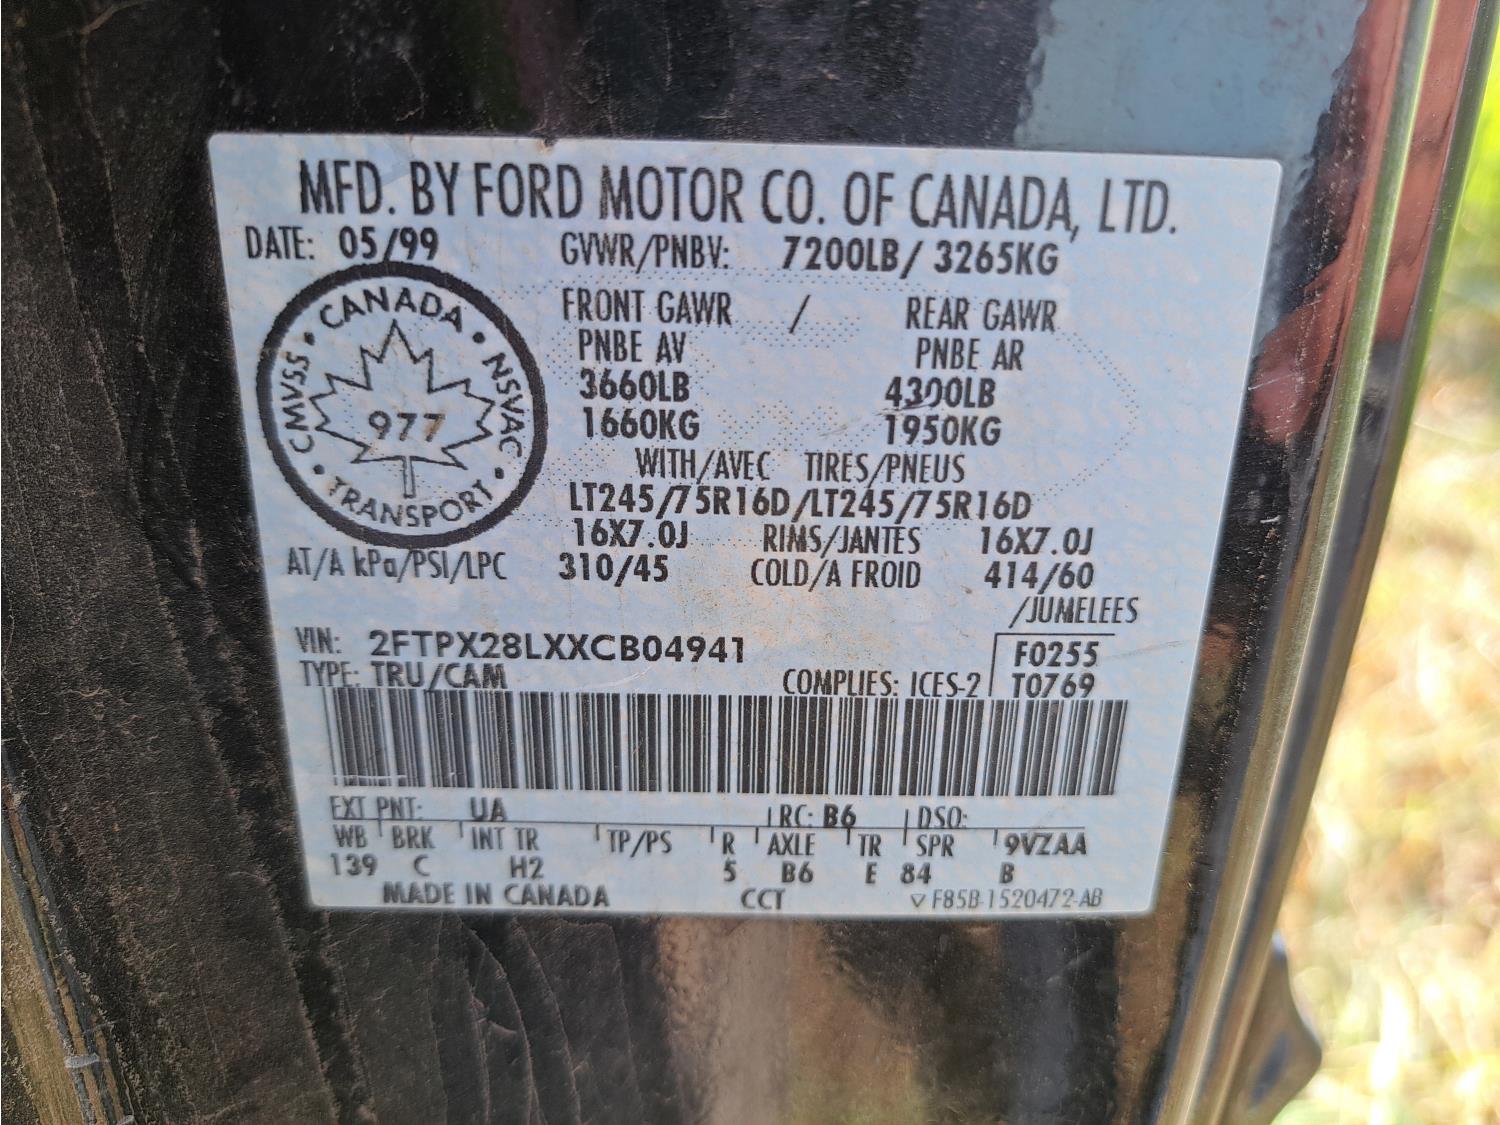 MFD. BY FORD MOTOR CO. OF CANADA, LTD.
DATE: 05/99 GVWR/PNBV: 7200LB/ 3265KG
CANADA
CMVSS NSVAC
977
TRANSPORT
FRONT GAWR / REAR GAWR
PNBE AV PNBE AR
3660LB 4300LB
1660KG 1950KG
WITH/AVEC TIRES/PNEUS
LT245/75R16D/LT245/75R16D
16X7.0J RIMS/JANTES 16X7.0J
AT/A kPa/PSI/LPC 310/45 COLD/A FROID 414/60
/JUMELEES
VIN: 2FTPX28LXXCB04941 F0255
TYPE: TRU/CAM COMPLIES: ICES-2 T0769
EXT PNT: UA RC: B6 DSO:
WB BRK INT TR TP/PS R AXLE TR SPR 9VZAA
139 C H2 5 B6 E 84 B
MADE IN CANADA CCT ▽ F85B-1520472-AB